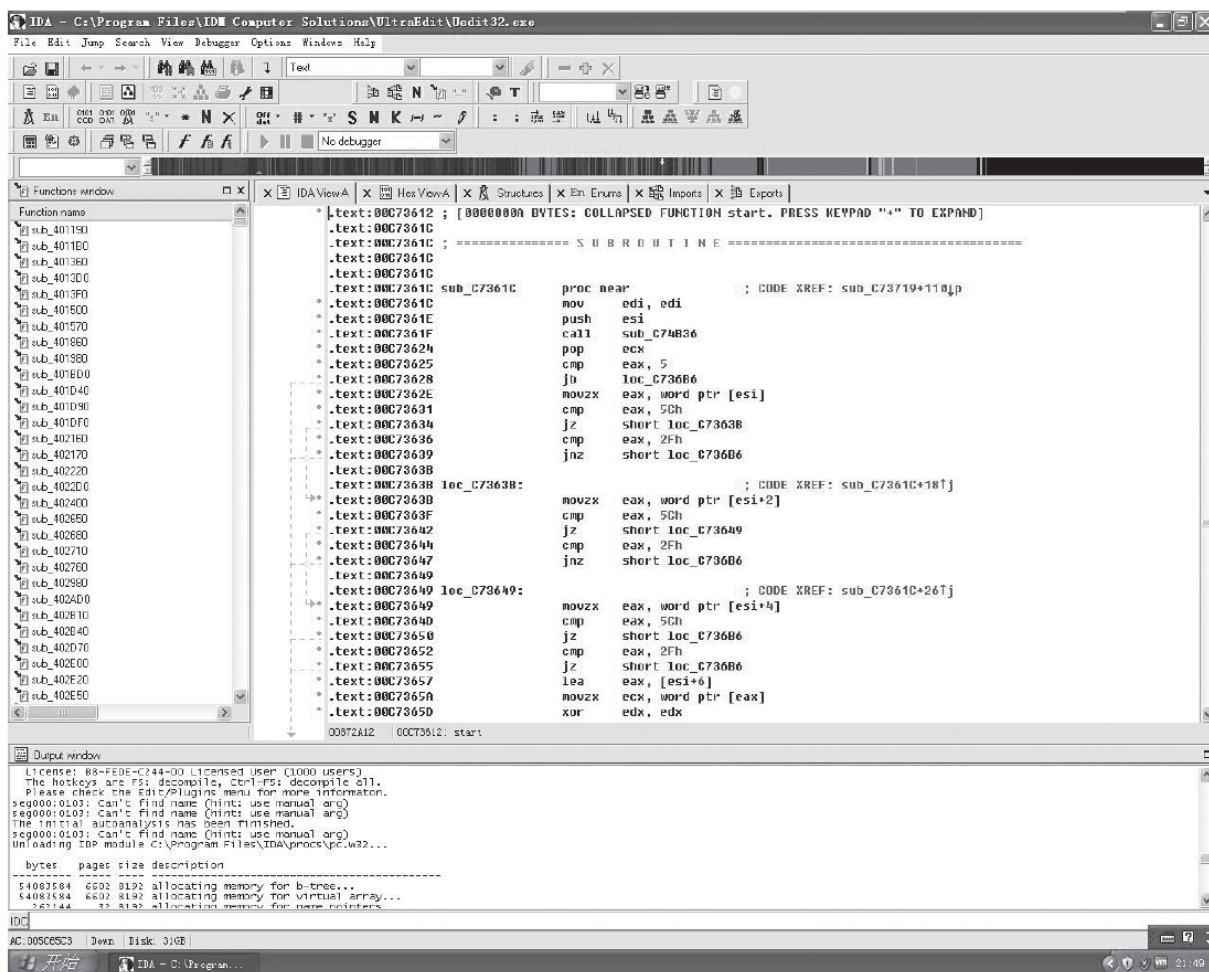 IDA - C:\Program Files\IDM Computer Solutions\UltraEdit\Uedit32.exe
File Edit Jump Search View Debugger Options Windows Help
Text
No debugger
Functions window
IDA View-A
Hex View-A
Structures
En Enums
Imports
Exports
Function name
sub_401190
sub_4011B0
sub_401360
sub_4013D0
sub_4013F0
sub_401500
sub_401570
sub_401860
sub_401980
sub_401BD0
sub_401D40
sub_401D90
sub_401DF0
sub_402160
sub_402170
sub_402220
sub_4022D0
sub_402400
sub_402650
sub_402680
sub_402710
sub_402760
sub_402980
sub_402AD0
sub_402B10
sub_402B40
sub_402D70
sub_402E00
sub_402E20
sub_402E50
.text:00C73612 ; [0000000A BYTES: COLLAPSED FUNCTION start. PRESS KEYPAD "+" TO EXPAND]
.text:00C7361C
.text:00C7361C ; =============== S U B R O U T I N E =======================================
.text:00C7361C
.text:00C7361C
.text:00C7361C sub_C7361C proc near ; CODE XREF: sub_C73719+110↓p
.text:00C7361C mov edi, edi
.text:00C7361E push esi
.text:00C7361F call sub_C74B36
.text:00C73624 pop ecx
.text:00C73625 cmp eax, 5
.text:00C73628 jb loc_C736B6
.text:00C7362E movzx eax, word ptr [esi]
.text:00C73631 cmp eax, 5Ch
.text:00C73634 jz short loc_C7363B
.text:00C73636 cmp eax, 2Fh
.text:00C73639 jnz short loc_C736B6
.text:00C7363B
.text:00C7363B loc_C7363B: ; CODE XREF: sub_C7361C+18↑j
.text:00C7363B movzx eax, word ptr [esi+2]
.text:00C7363F cmp eax, 5Ch
.text:00C73642 jz short loc_C73649
.text:00C73644 cmp eax, 2Fh
.text:00C73647 jnz short loc_C736B6
.text:00C73649
.text:00C73649 loc_C73649: ; CODE XREF: sub_C7361C+26↑j
.text:00C73649 movzx eax, word ptr [esi+4]
.text:00C7364D cmp eax, 5Ch
.text:00C73650 jz short loc_C736B6
.text:00C73652 cmp eax, 2Fh
.text:00C73655 jz short loc_C736B6
.text:00C73657 lea eax, [esi+6]
.text:00C7365A movzx ecx, word ptr [eax]
.text:00C7365D xor edx, edx
00872A12 00C73612: start
Output window
License: BB-FEDE-C244-D0 Licensed User (1000 users)
The hotkeys are F5: decompile, Ctrl-F5: decompile all.
Please check the Edit/Plugins menu for more informaton.
seg000:0103: Can't find name (hint: use manual arg)
seg000:0103: Can't find name (hint: use manual arg)
The initial autoanalysis has been finished.
seg000:0103: Can't find name (hint: use manual arg)
Unloading IDP module C:\Program Files\IDA\procs\pc.w32...
bytes pages size description
--------- ----- ---- --------------------------------------------
54083584 6602 8192 allocating memory for b-tree...
54083584 6602 8192 allocating memory for virtual array...
262144 32 8192 allocating memory for name pointers
IDC
AC:005C65C3 Down Disk: 31GB
开始
IDA - C:\Program...
21:49